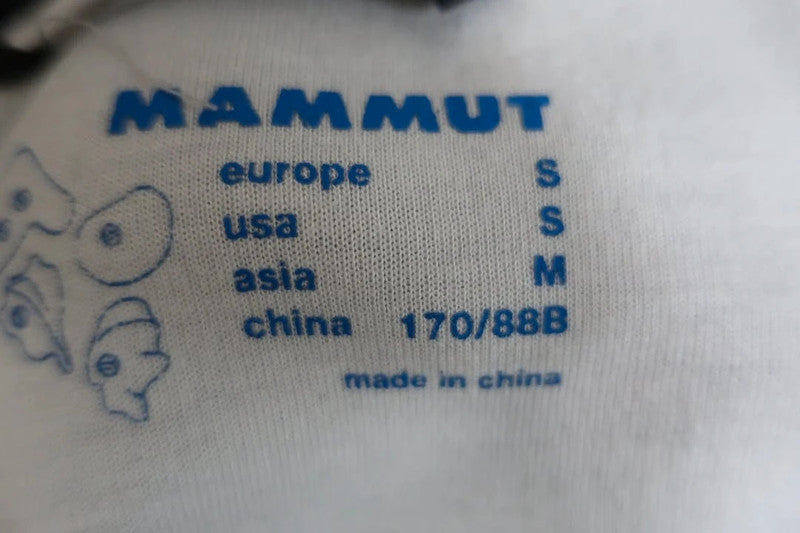 MAMMUT
europe S
usa S
asia M
china 170/88B
made in china